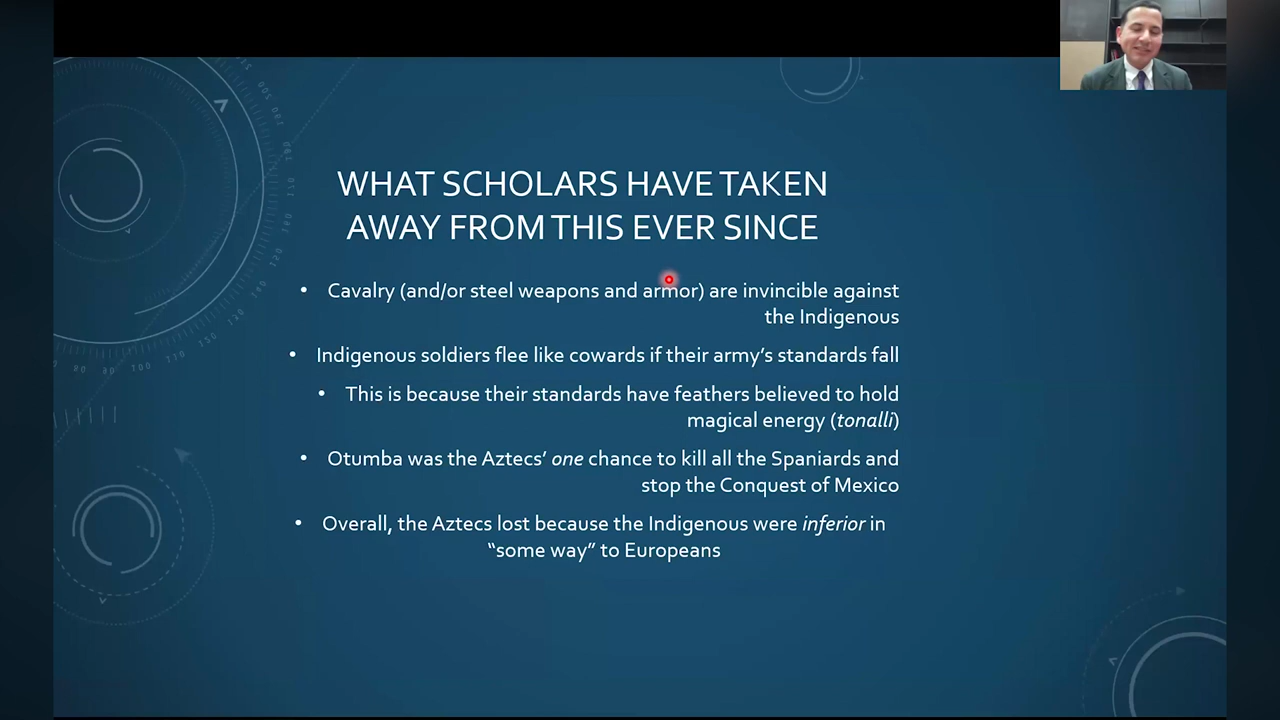 WHAT SCHOLARS HAVE TAKEN
AWAY FROM THIS EVER SINCE
• Cavalry (and/or steel weapons and armor) are invincible against
the Indigenous
• Indigenous soldiers flee like cowards if their army's standards fall
• This is because their standards have feathers believed to hold
magical energy (tonalli)
• Otumba was the Aztecs' one chance to kill all the Spaniards and
stop the Conquest of Mexico
• Overall, the Aztecs lost because the Indigenous were inferior in
“some way” to Europeans